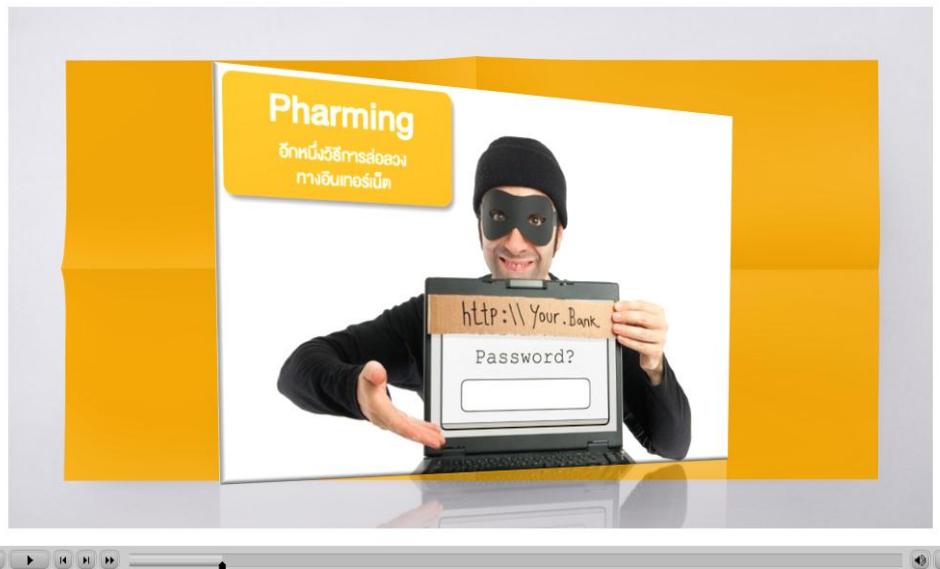 Pharming
อีกหนึ่งวิธีการล่อลวง
ทางอินเทอร์เน็ต
http:\\ Your.Bank
Password?